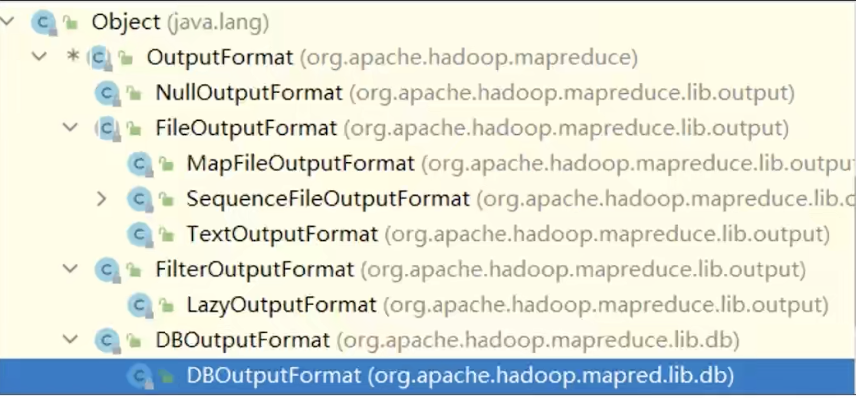 Object (java.lang)
* OutputFormat (org.apache.hadoop.mapreduce)
NullOutputFormat (org.apache.hadoop.mapreduce.lib.output)
FileOutputFormat (org.apache.hadoop.mapreduce.lib.output)
MapFileOutputFormat (org.apache.hadoop.mapreduce.lib.outpu
SequenceFileOutputFormat (org.apache.hadoop.mapreduce.lib.o
TextOutputFormat (org.apache.hadoop.mapreduce.lib.output)
FilterOutputFormat (org.apache.hadoop.mapreduce.lib.output)
LazyOutputFormat (org.apache.hadoop.mapreduce.lib.output)
DBOutputFormat (org.apache.hadoop.mapreduce.lib.db)
DBOutputFormat (org.apache.hadoop.mapred.lib.db)